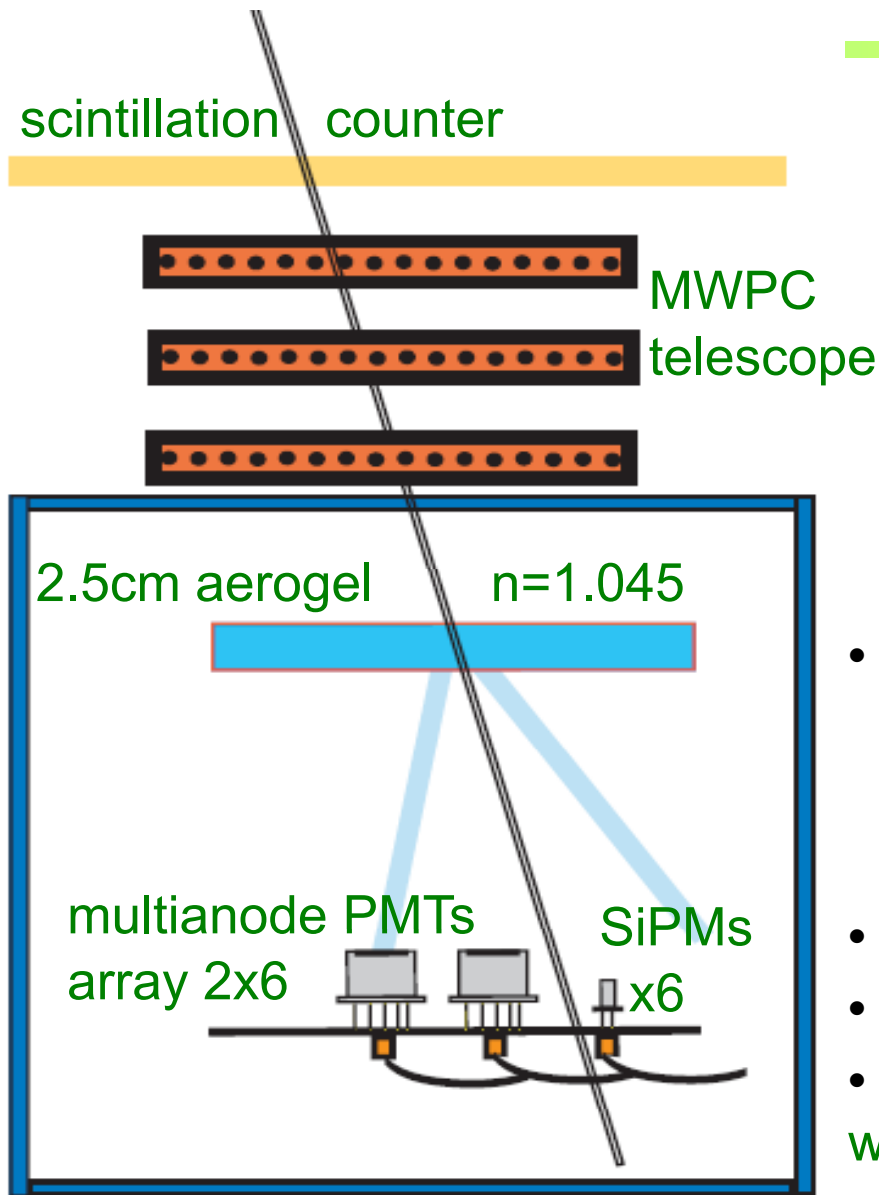 scintillation counter
MWPC
telescope
2.5cm aerogel n=1.045
multianode PMTs
array 2x6
SiPMs
x6
•
•
•
•
w